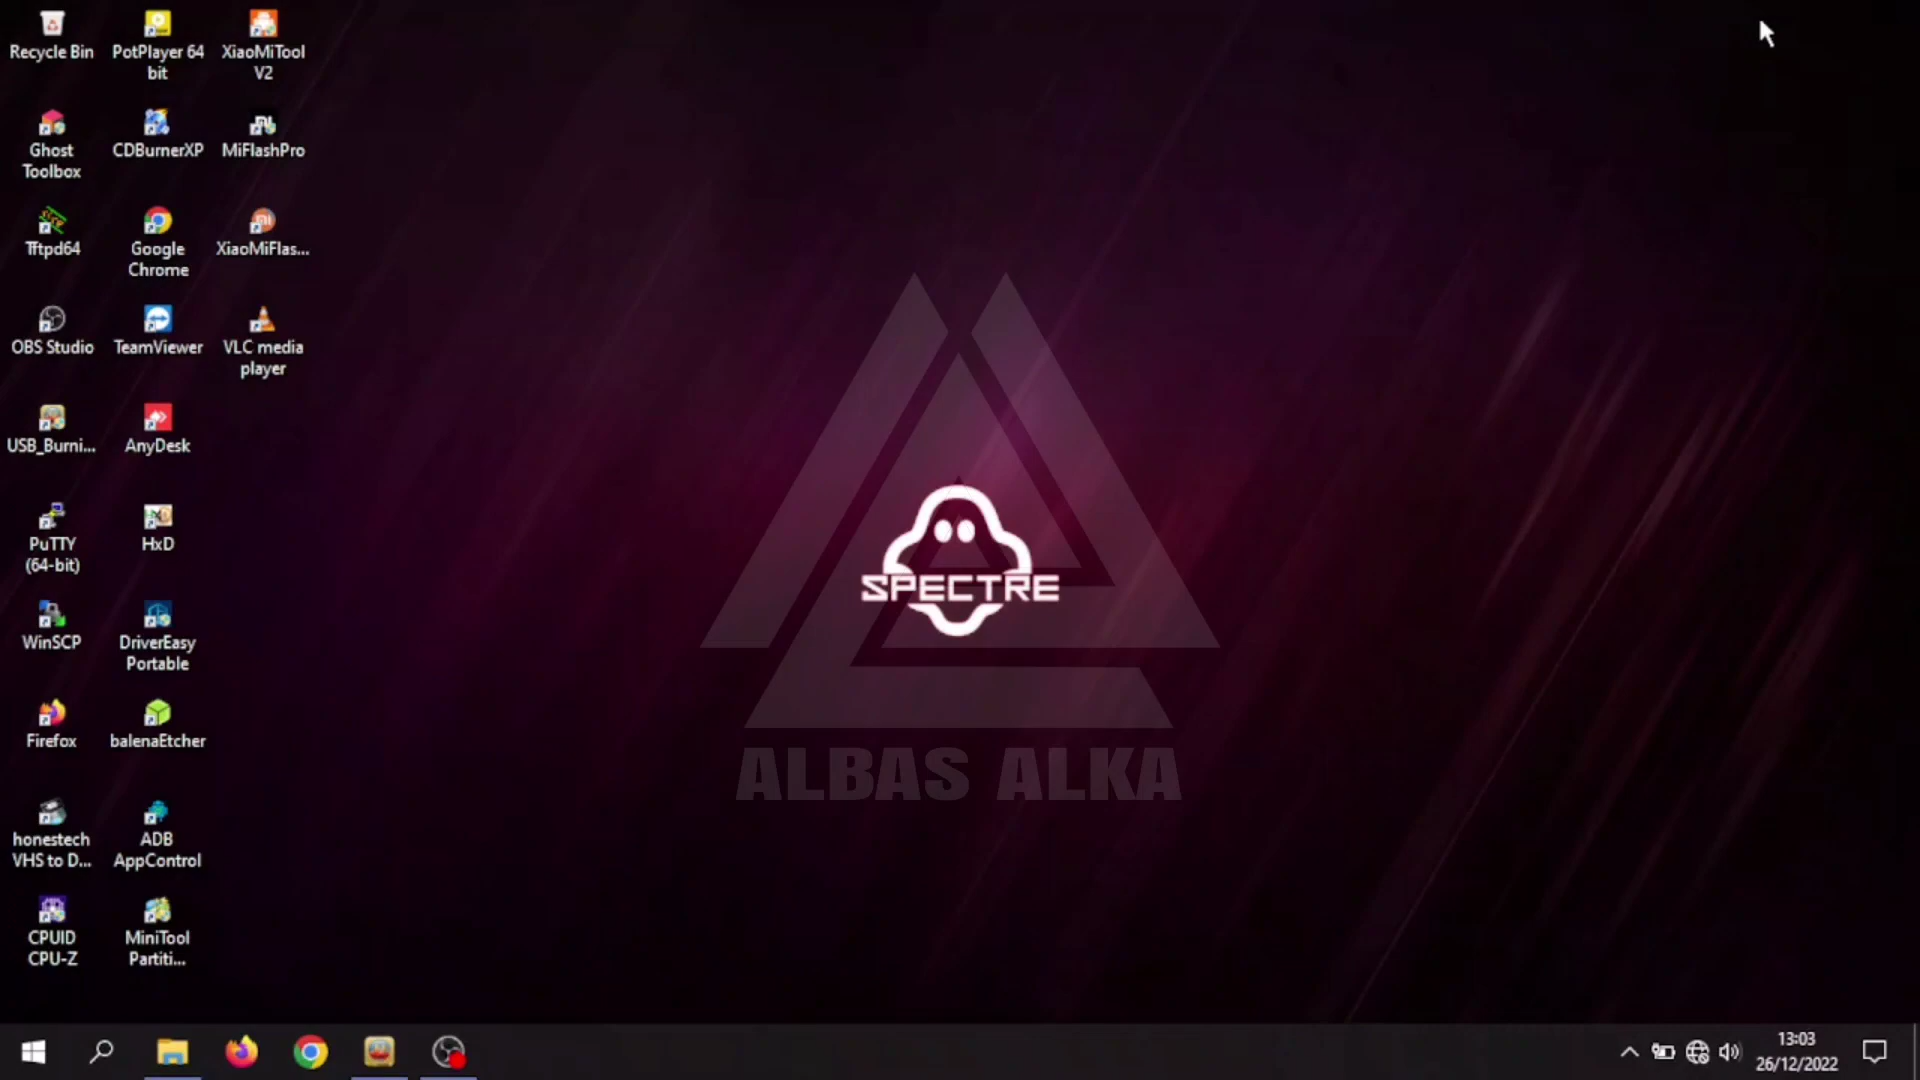 Recycle Bin
PotPlayer 64
bit
XiaoMiTool
V2
Ghost
Toolbox
CDBurnerXP
MiFlashPro
Tftpd64
Google
Chrome
XiaoMiFlas...
OBS Studio
TeamViewer
VLC media
player
USB_Burni...
AnyDesk
PuTTY
(64-bit)
HxD
WinSCP
DriverEasy
Portable
Firefox
balenaEtcher
honestech
VHS to D...
ADB
AppControl
CPUID
CPU-Z
MiniTool
Partiti...
SPECTRE
ALBAS ALKA
13:03
26/12/2022